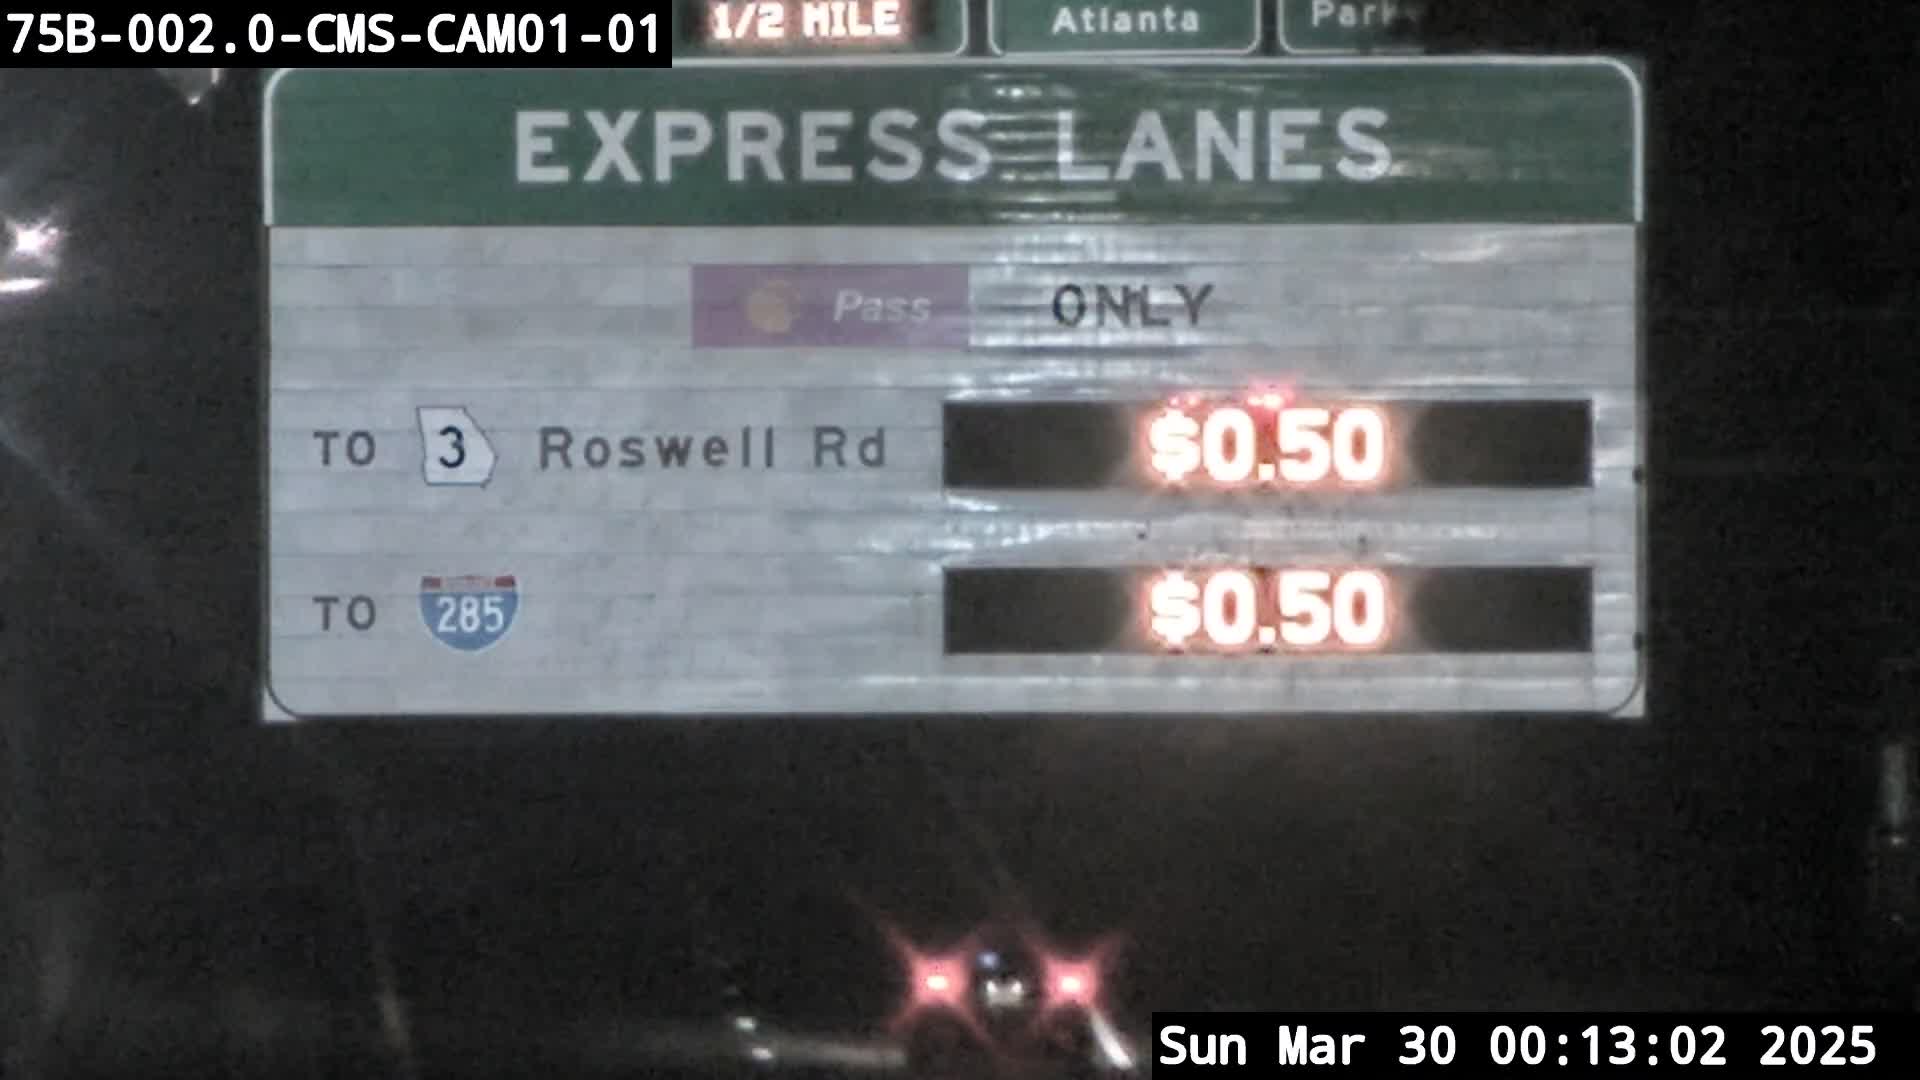 75B-002.0-CMS-CAM01-01
1/2 MILE
Atlanta
EXPRESS LANES
Pass ONLY
TO 3 Roswell Rd $0.50
TO 285 $0.50
Sun Mar 30 00:13:02 2025